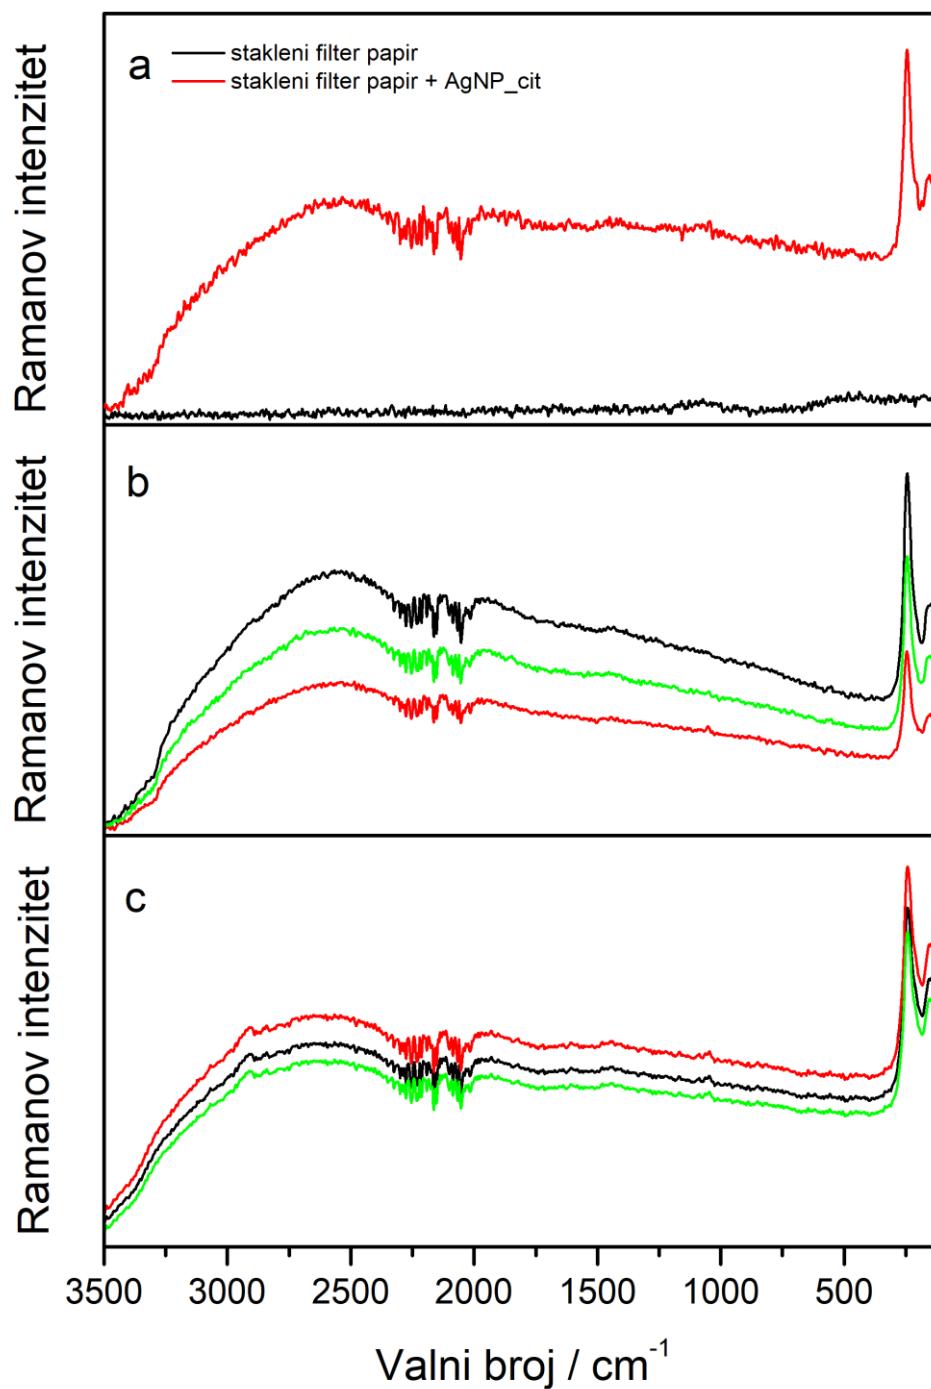 a
stakleni filter papir
stakleni filter papir + AgNP_cit
Ramanov intenzitet
b
Ramanov intenzitet
c
Ramanov intenzitet
3500 3000 2500 2000 1500 1000 500
Valni broj / cm⁻¹